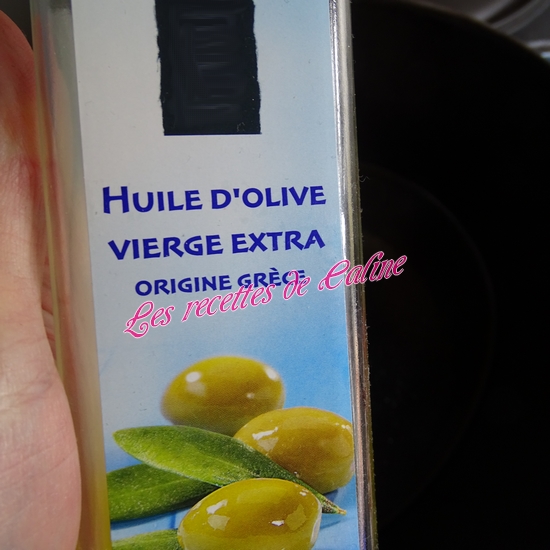 HUILE D'OLIVE
VIERGE EXTRA
ORIGINE GRÈCE
Les recettes de Caline